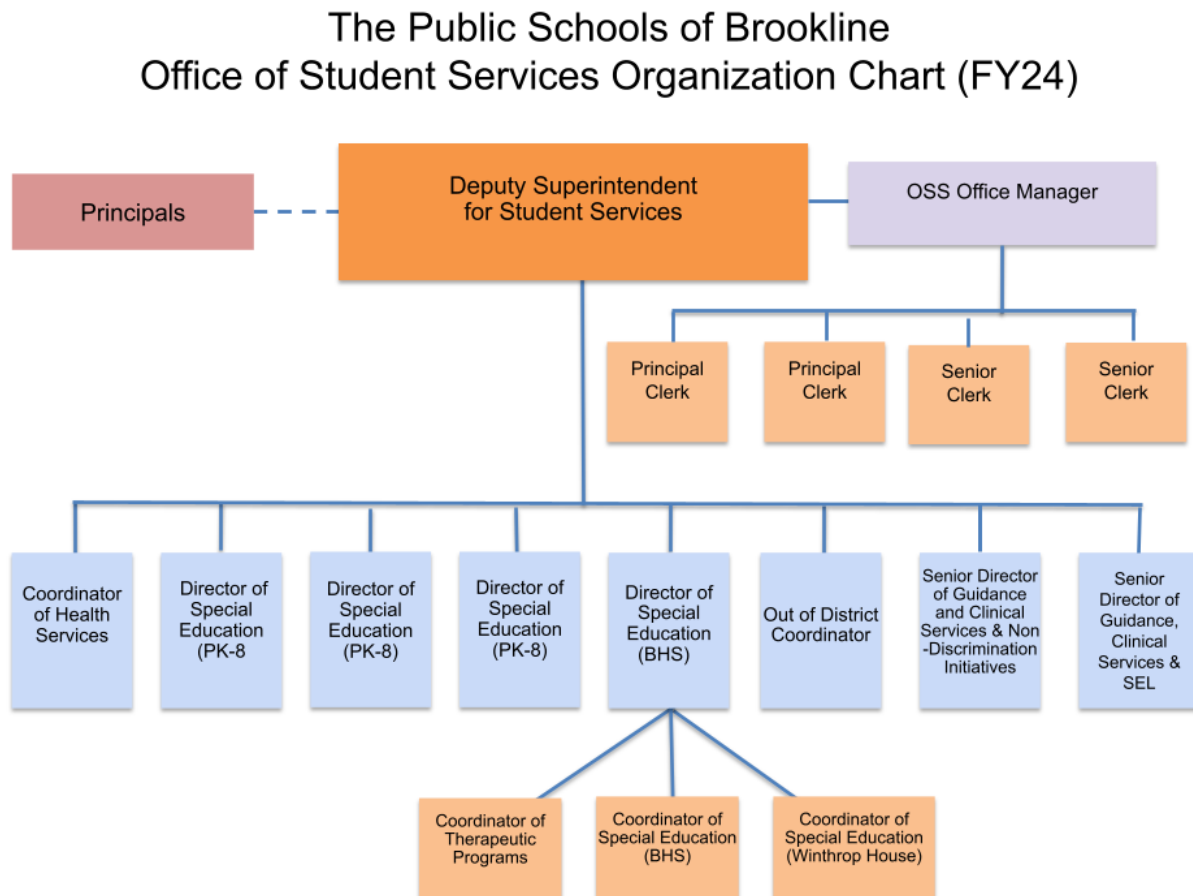 The Public Schools of Brookline
Office of Student Services Organization Chart (FY24)
Principals
Deputy Superintendent
for Student Services
OSS Office Manager
Principal
Clerk
Principal
Clerk
Senior
Clerk
Senior
Clerk
Coordinator
of Health
Services
Director of
Special
Education
(PK-8
Director of
Special
Education
(PK-8)
Director of
Special
Education
(PK-8)
Director of
Special
Education
(BHS)
Out of District
Coordinator
Senior Director
of Guidance
and Clinical
Services & Non
-Discrimination
Initiatives
Senior
Director of
Guidance,
Clinical
Services &
SEL
Coordinator of
Therapeutic
Programs
Coordinator of
Special Education
(BHS)
Coordinator of
Special Education
(Winthrop House)